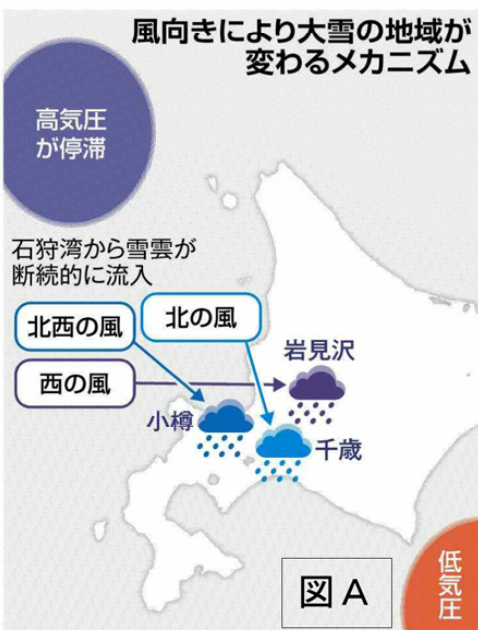 風向きにより大雪の地域が
変わるメカニズム
高気圧
が停滞
石狩湾から雪雲が
断続的に流入
北西の風
北の風
西の風
岩見沢
小樽
千歳
低気圧
図A